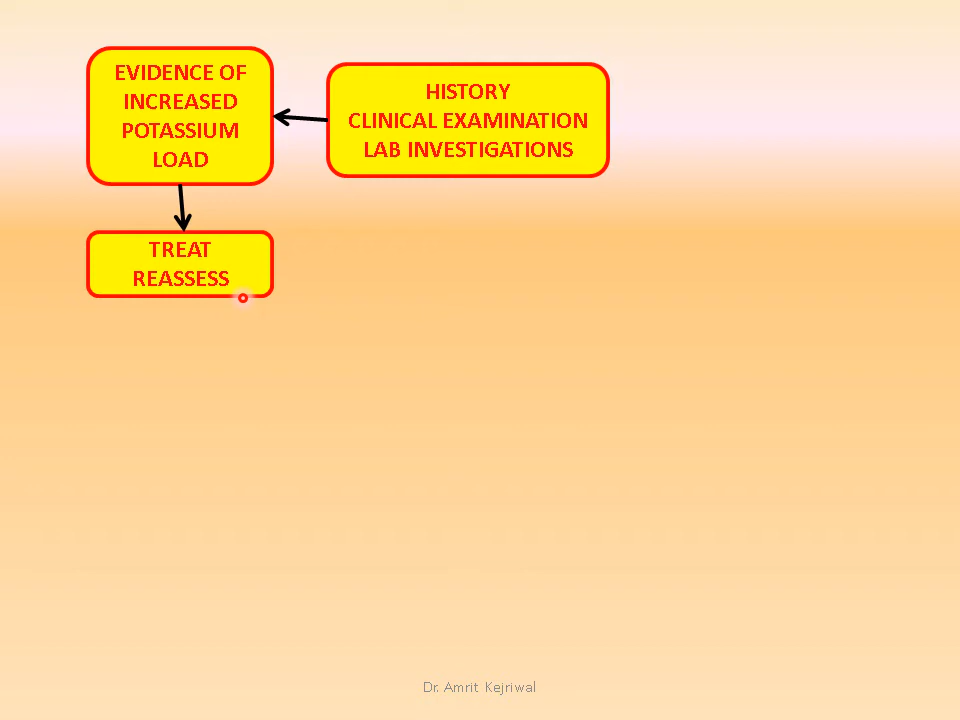 EVIDENCE OF
INCREASED
POTASSIUM
LOAD
HISTORY
CLINICAL EXAMINATION
LAB INVESTIGATIONS
TREAT
REASSESS
Dr. Amrit Kejriwal